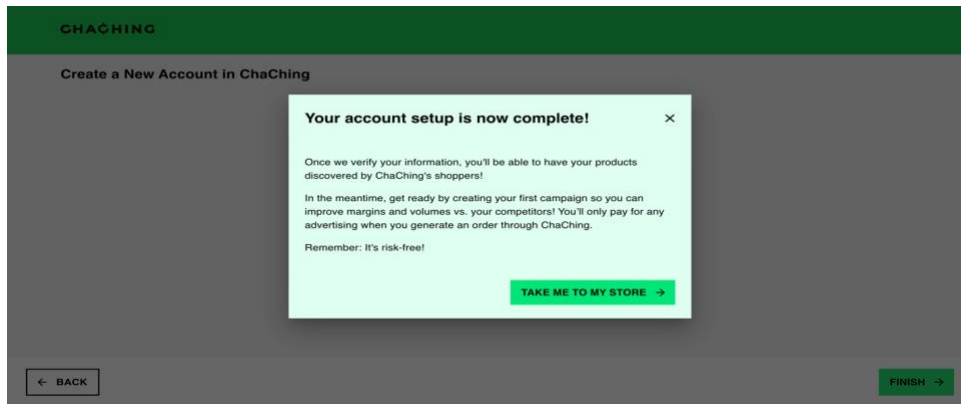 CHAĊHING
Create a New Account in ChaChing
Your account setup is now complete!
Once we verify your information, you'll be able to have your products
discovered by ChaChing's shoppers!
In the meantime, get ready by creating your first campaign so you can
improve margins and volumes vs. your competitors! You'll only pay for any
advertising when you generate an order through ChaChing.
Remember: It's risk-free!
TAKE ME TO MY STORE →
← BACK
FINISH →